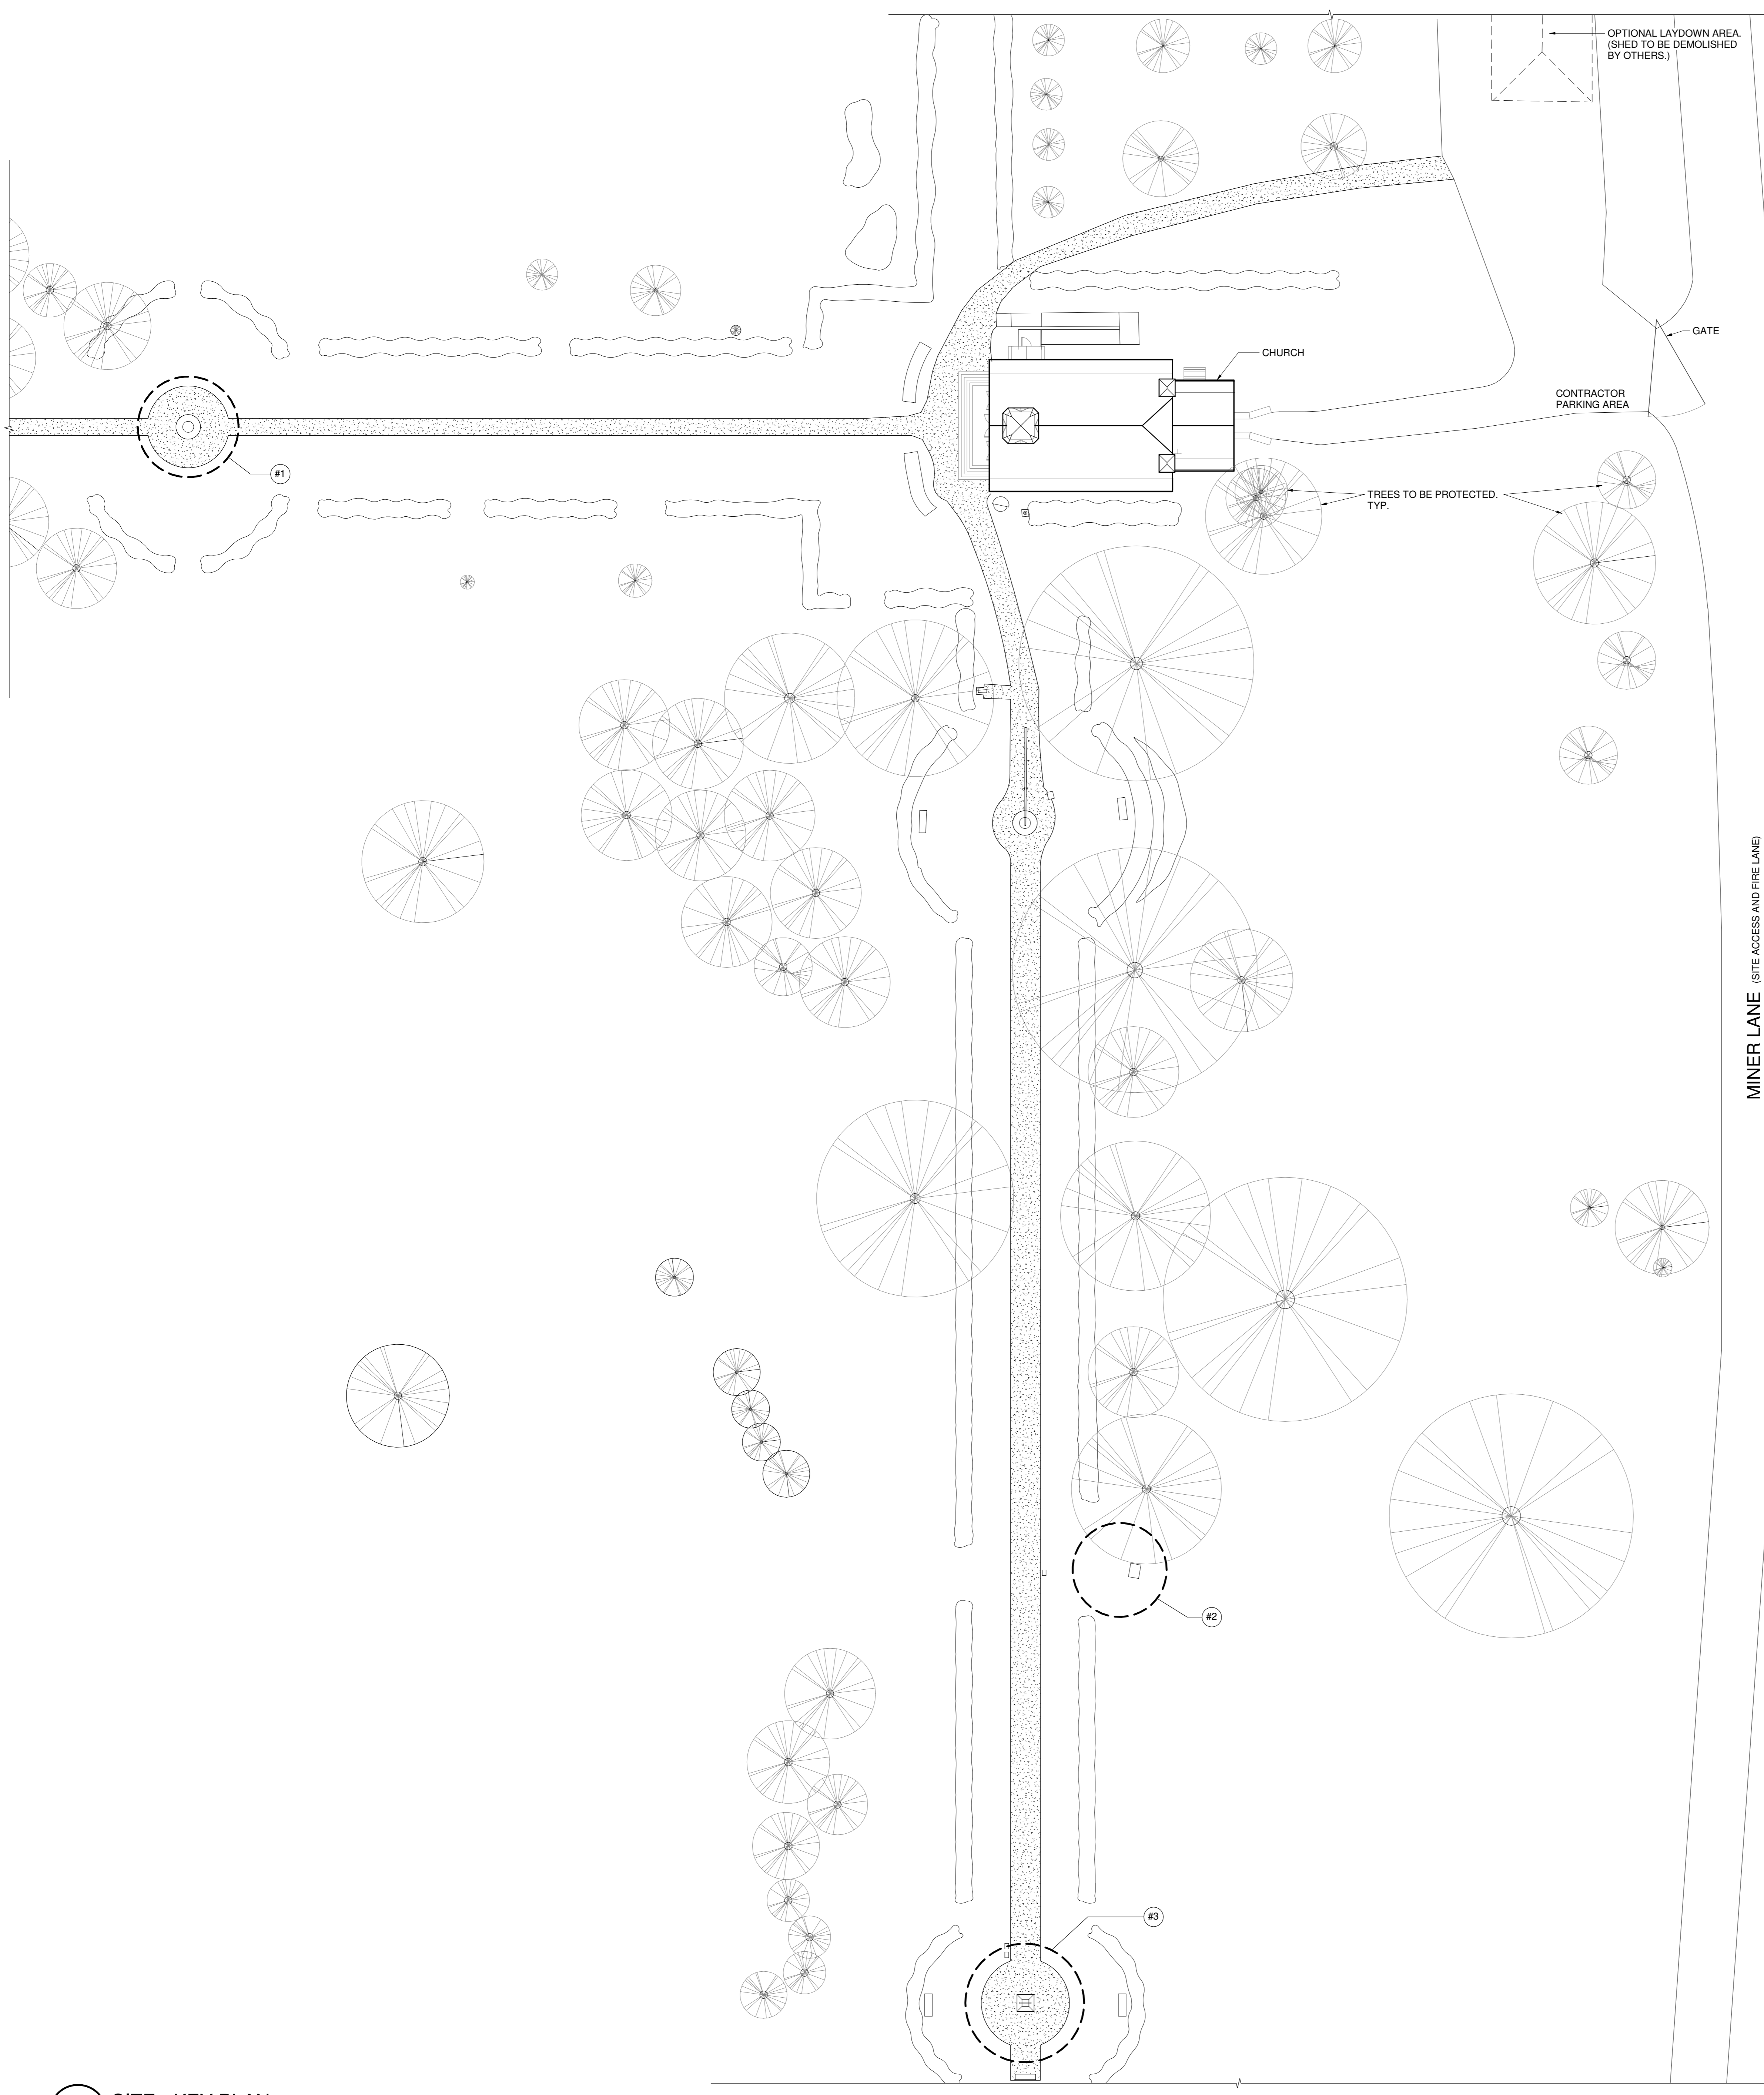 OPTIONAL LAYDOWN AREA.
(SHED TO BE DEMOLISHED
BY OTHERS.)
GATE
CHURCH
CONTRACTOR
PARKING AREA
#1
TREES TO BE PROTECTED.
TYP.
MINER LANE (SITE ACCESS AND FIRE LANE)
#2
#3